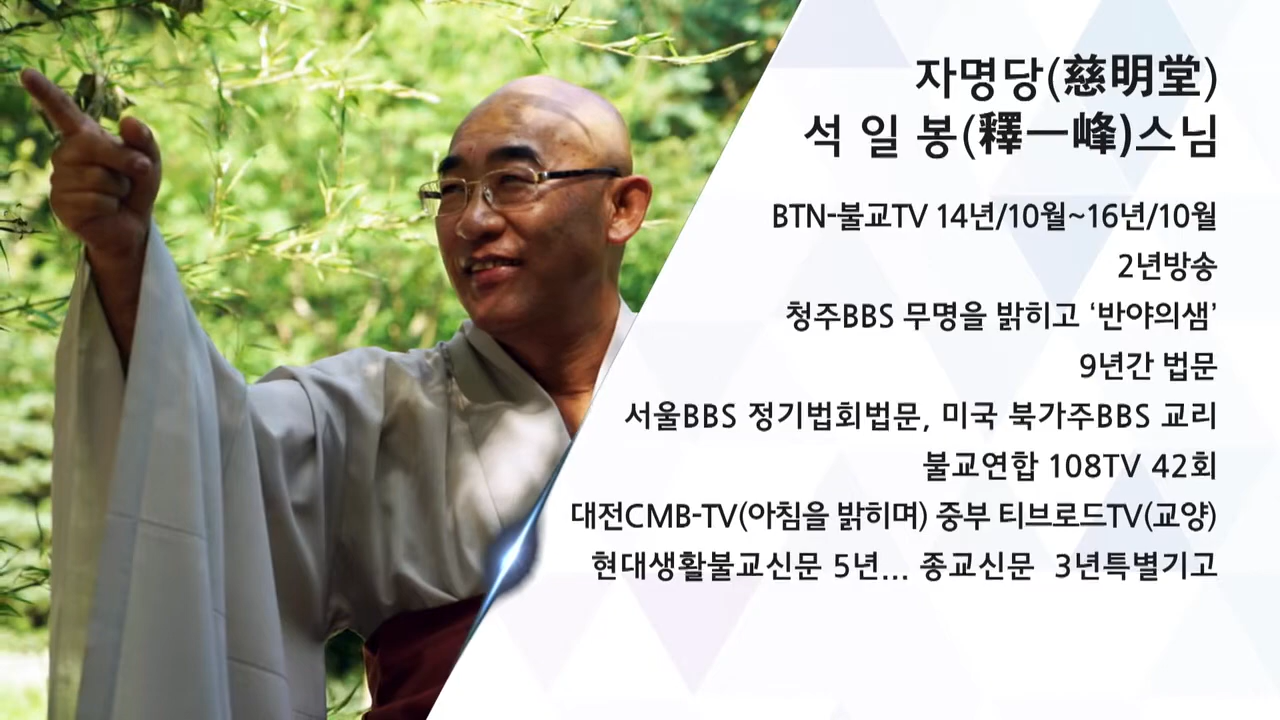 자명당(慈明堂)
석 일 봉(釋一峰)스님
BTN-불교TV 14년/10월~16년/10월
2년방송
청주BBS 무명을 밝히고 ‘반야의샘’
9년간 법문
서울BBS 정기법회법문, 미국 북가주BBS 교리
불교연합 108TV 42회
대전CMB-TV(아침을 밝히며) 중부 티브로드TV(교양)
현대생활불교신문 5년... 종교신문 3년특별기고